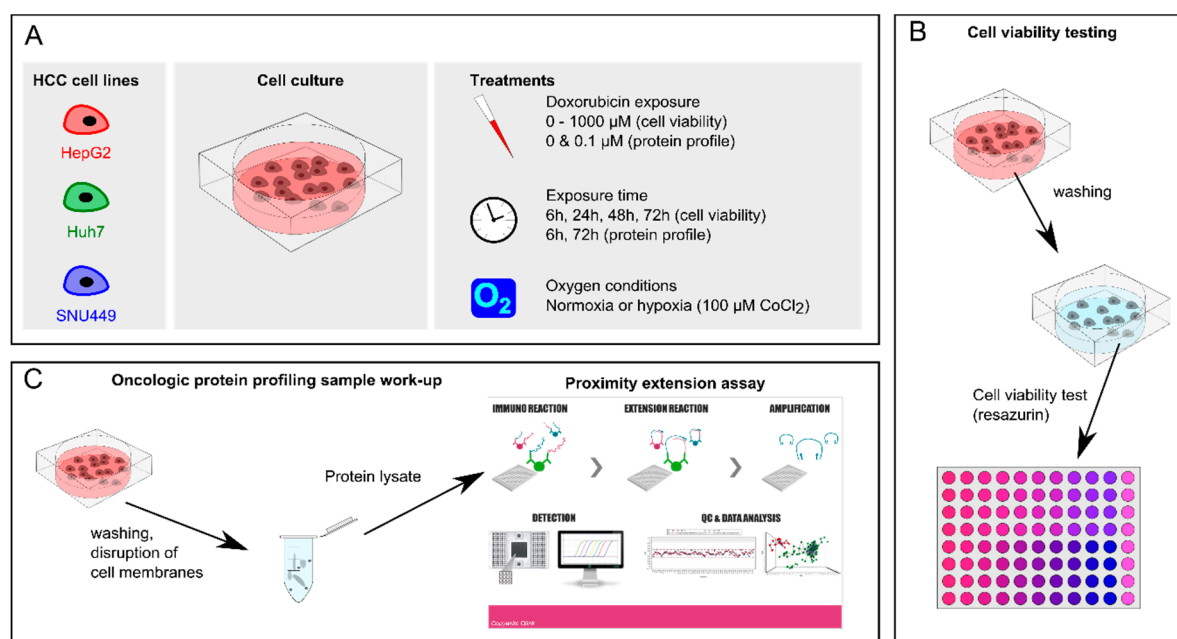 A
HCC cell lines
HepG2
Huh7
SNU449
Cell culture
Treatments
Doxorubicin exposure
0 - 1000 µM (cell viability)
0 & 0.1 µM (protein profile)
Exposure time
6h, 24h, 48h, 72h (cell viability)
6h, 72h (protein profile)
O₂
Oxygen conditions
Normoxia or hypoxia (100 µM CoCl₂)
B
Cell viability testing
washing
Cell viability test
(resazurin)
C
Oncologic protein profiling sample work-up
washing,
disruption of
cell membranes
Protein lysate
Proximity extension assay
IMMUNO REACTION
EXTENSION REACTION
AMPLIFICATION
DETECTION
QC & DATA ANALYSIS